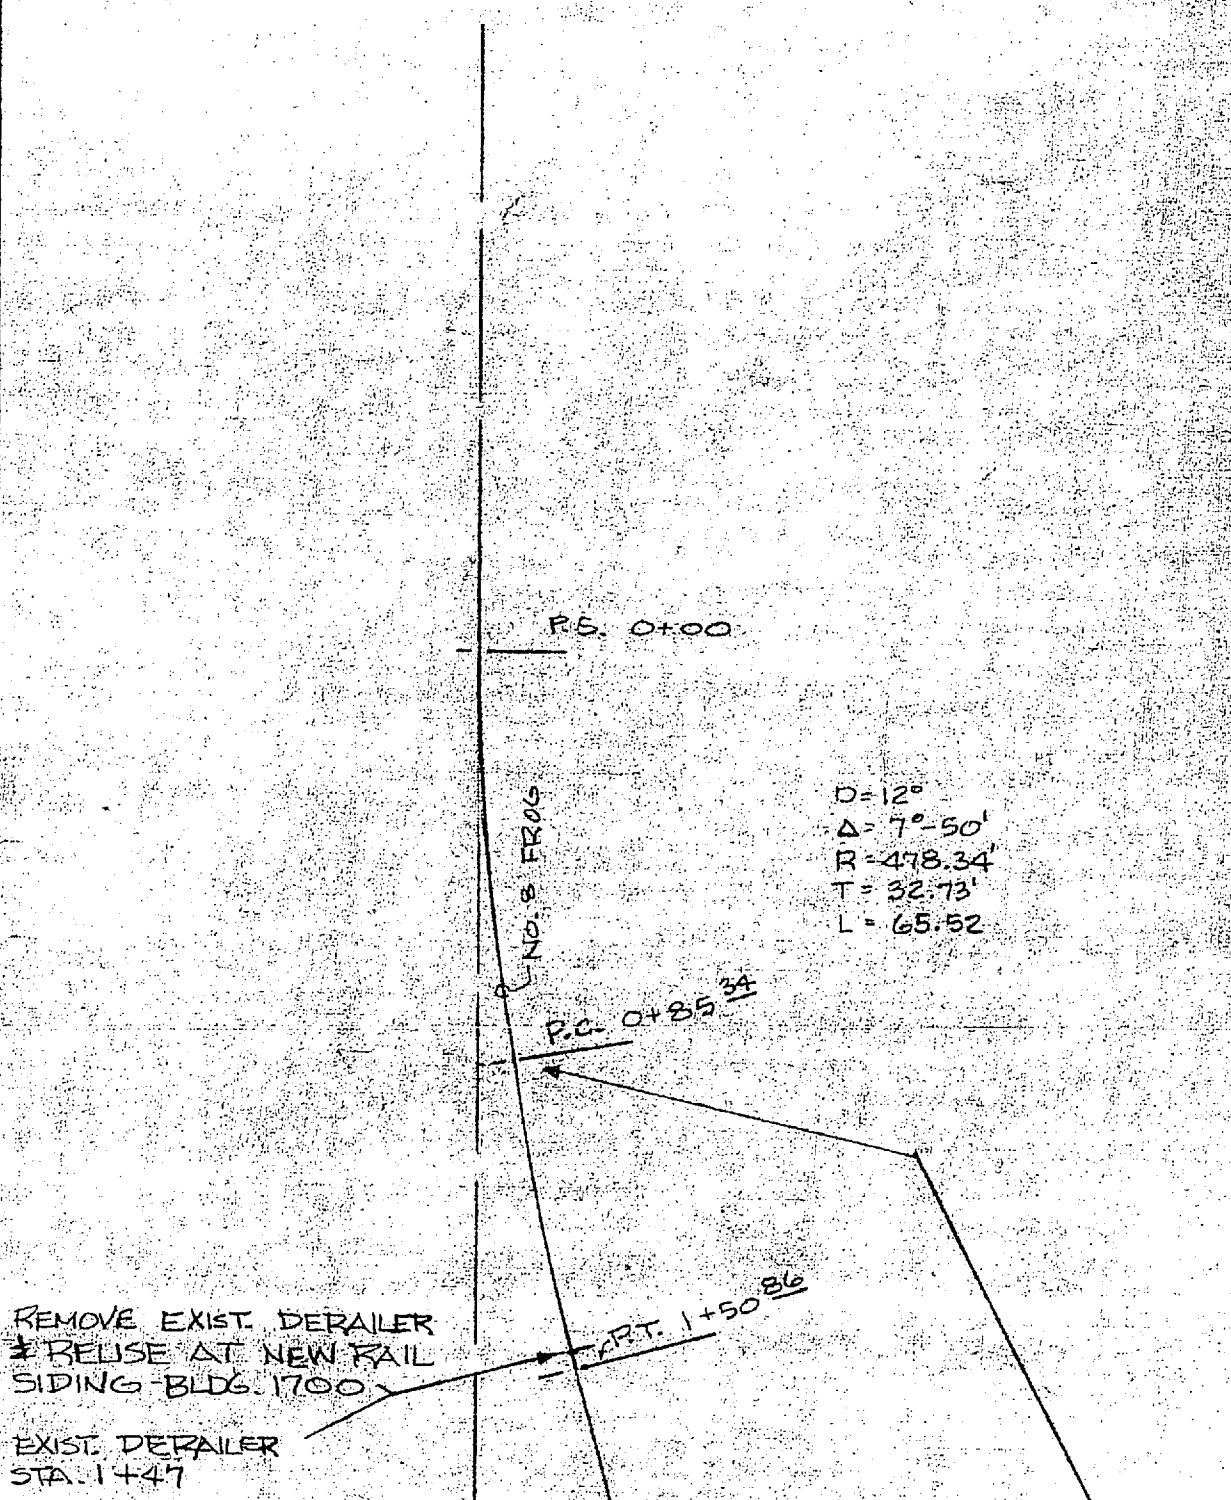 P.S. 0+00
NO. 8 FROG
D=12°
Δ=7°-50'
R=478.34'
T=32.73'
L=65.52
P.C. 0+85 34
P.T. 1+50 86
REMOVE EXIST. DERAILER
& REUSE AT NEW RAIL
SIDING-BLDG. 1700
EXIST. DERAILER
STA. 1+47